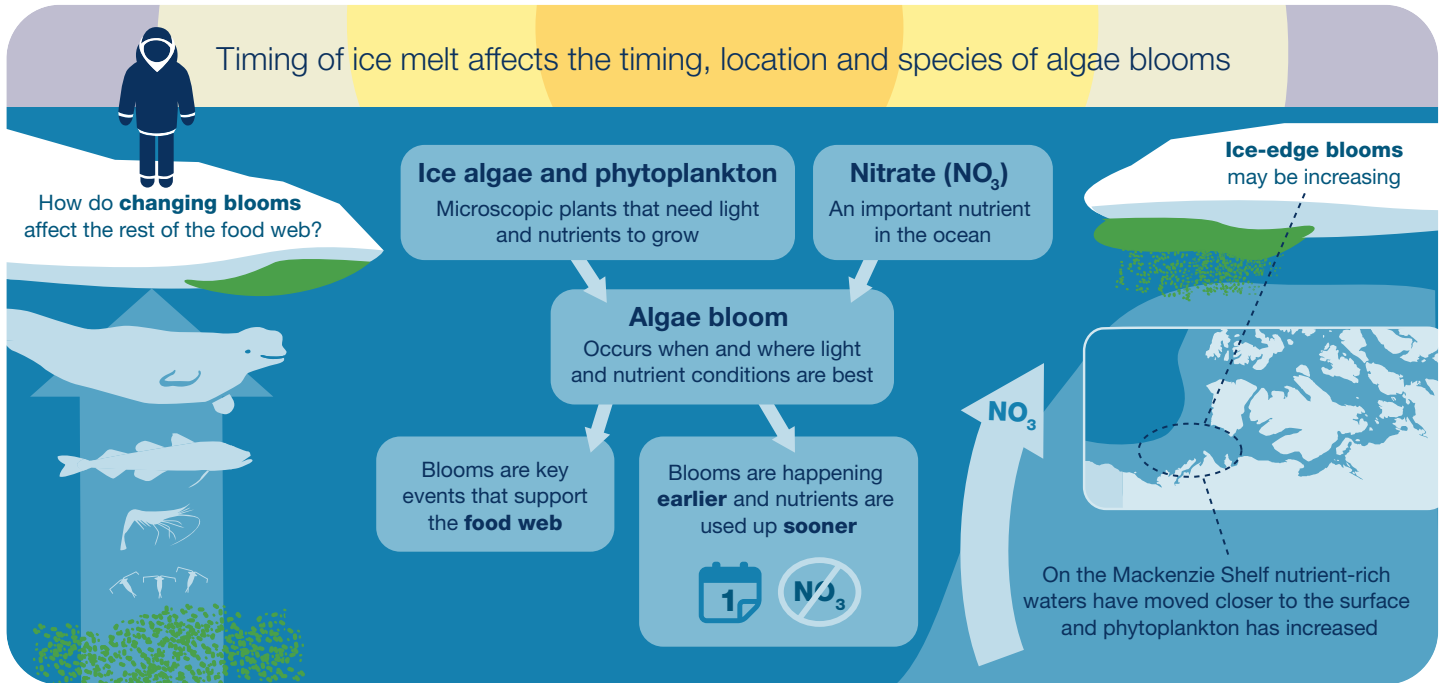 Timing of ice melt affects the timing, location and species of algae blooms
How do changing blooms
affect the rest of the food web?
Ice algae and phytoplankton
Microscopic plants that need light
and nutrients to grow
Nitrate (NO₃)
An important nutrient
in the ocean
Algae bloom
Occurs when and where light
and nutrient conditions are best
Blooms are key
events that support
the food web
Blooms are happening
earlier and nutrients are
used up sooner
1
NO₃
NO₃
Ice-edge blooms
may be increasing
On the Mackenzie Shelf nutrient-rich
waters have moved closer to the surface
and phytoplankton has increased